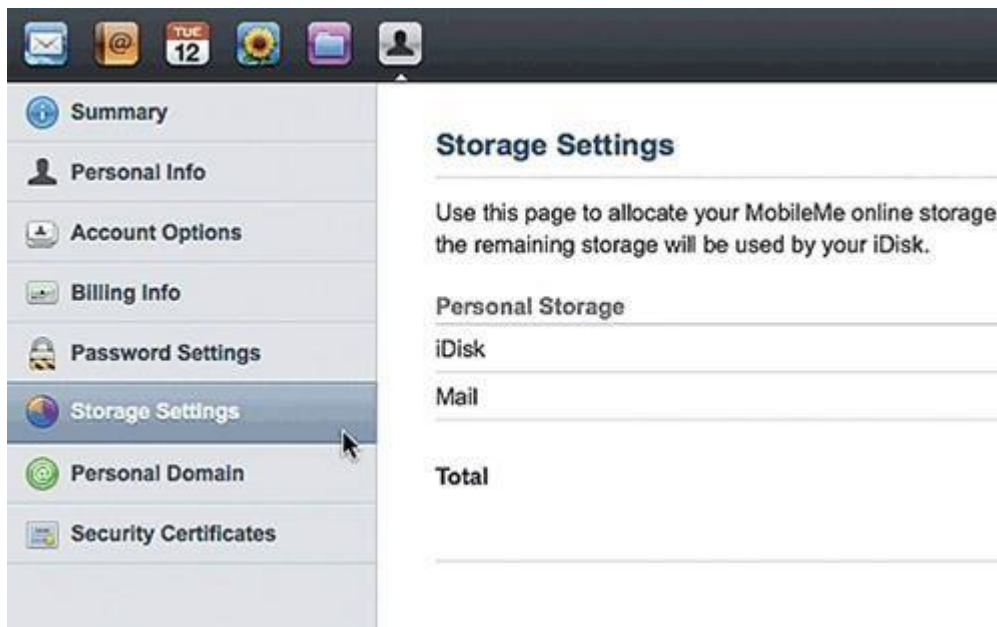 TUE
12
Summary
Personal Info
Account Options
Billing Info
Password Settings
Storage Settings
Personal Domain
Security Certificates
Storage Settings
Use this page to allocate your MobileMe online storage
the remaining storage will be used by your iDisk.
Personal Storage
iDisk
Mail
Total